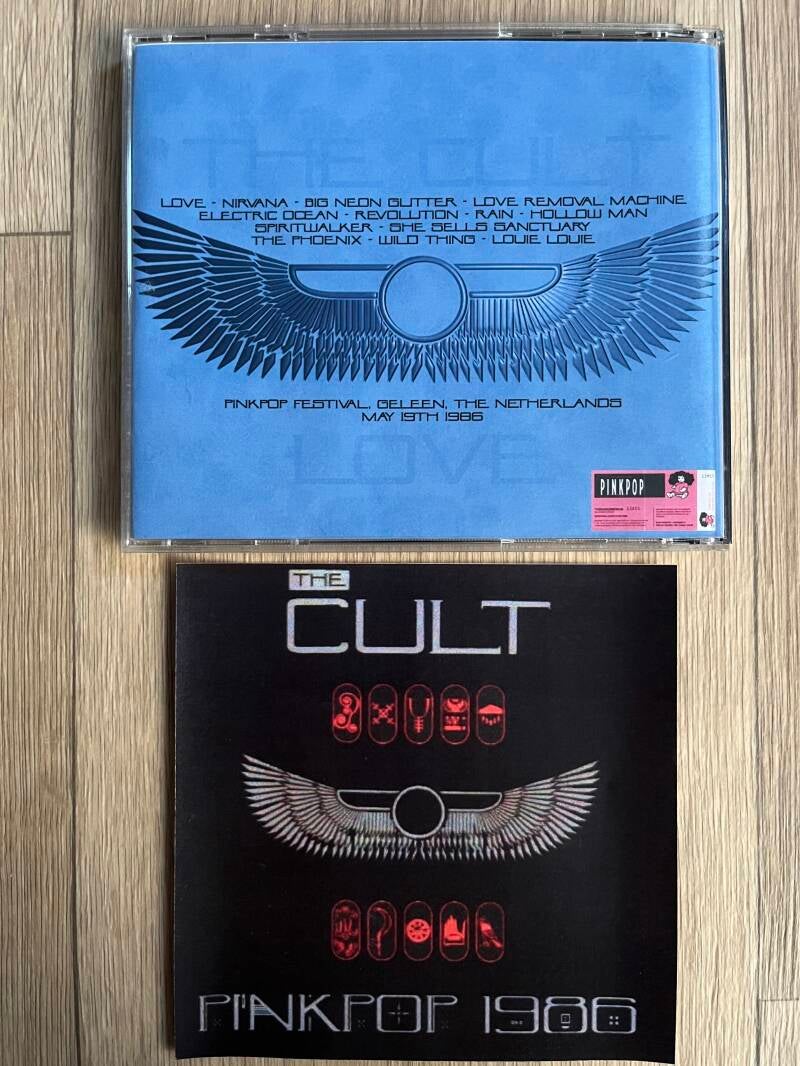 THE CULT
LOVE - NIRVANA - BIG NEON GLITTER - LOVE REMOVAL MACHINE
ELECTRIC OCEAN - REVOLUTION - RAIN - HOLLOW MAN
SPIRITWALKER - SHE SELLS SANCTUARY
THE PHOENIX - WILD THING - LOUIE LOUIE
PINKPOP FESTIVAL, GELEEN, THE NETHERLANDS
MAY 19TH 1986
LOVE
PINKPOP
THE
CULT
PINKPOP 1986